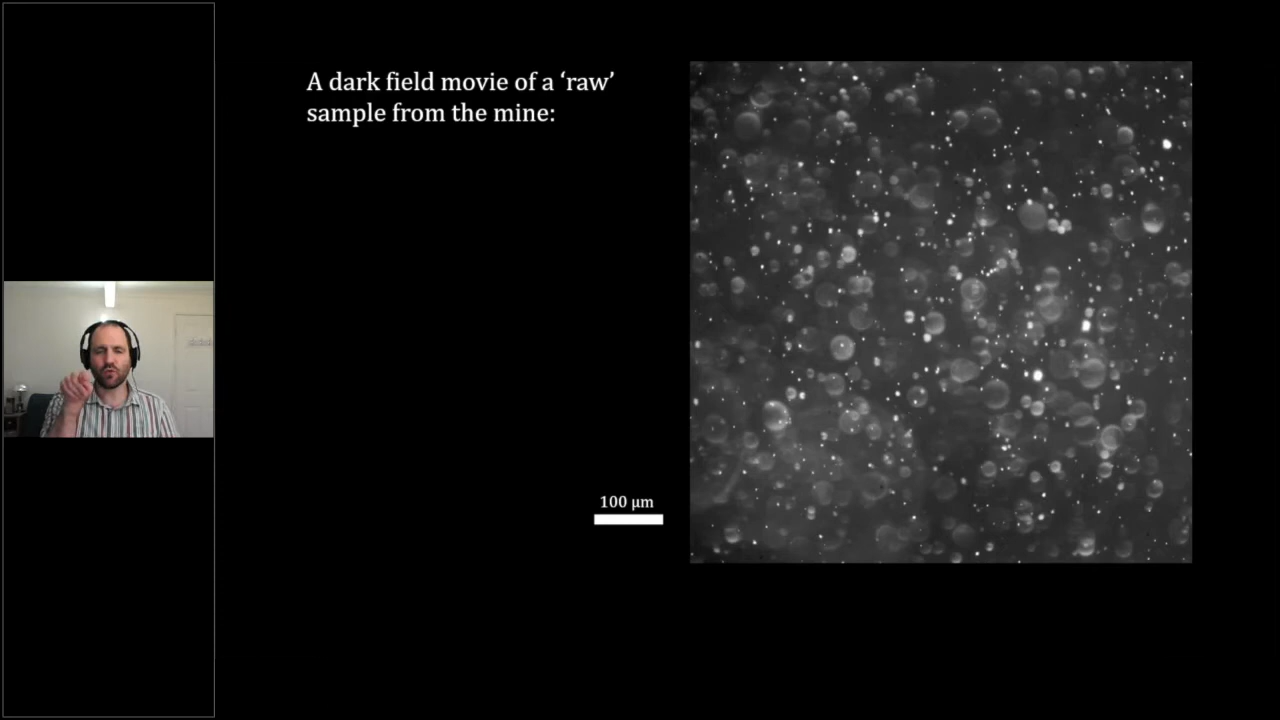 A dark field movie of a ‘raw’
sample from the mine:
100 μm